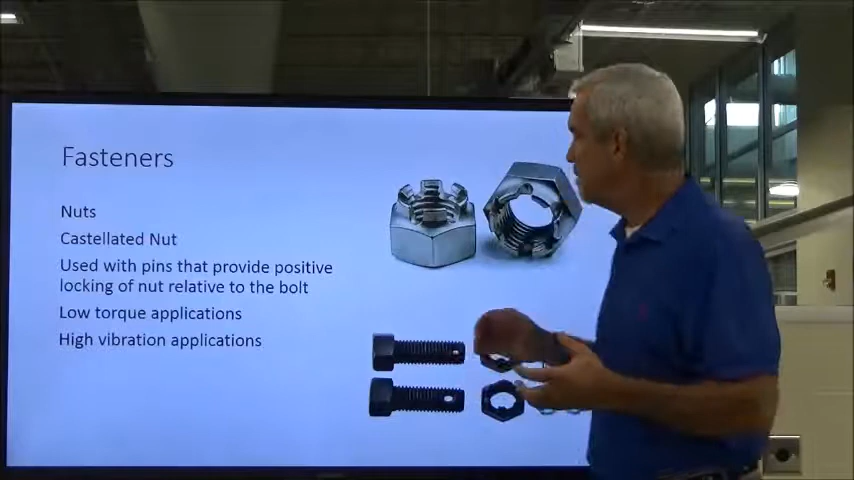 Fasteners
Nuts
Castellated Nut
Used with pins that provide positive
locking of nut relative to the bolt
Low torque applications
High vibration applications